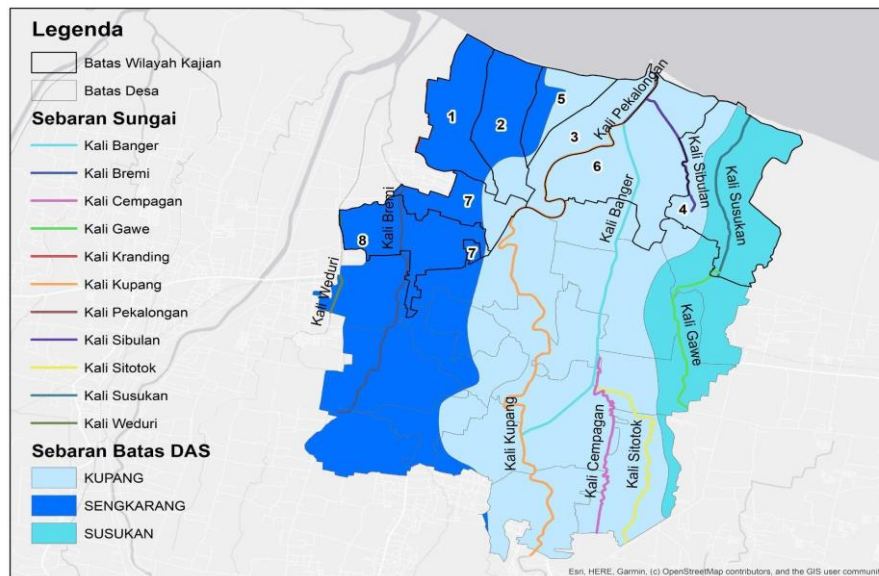 Legenda
Batas Wilayah Kajian
Batas Desa
Sebaran Sungai
Kali Banger
Kali Bremi
Kali Cempagan
Kali Gawe
Kali Kranding
Kali Kupang
Kali Pekalongan
Kali Sibulan
Kali Sitotok
Kali Susukan
Kali Weduri
Sebaran Batas DAS
KUPANG
SENGKARANG
SUSUKAN
1
2
5
3
Kali Pekalongan
6
Kali Sibulan
Kali Susukan
4
7
Kali Bremi
Kali Banger
8
7
Kali Weduri
Kali Gawe
Kali Kupang
Kali Cempagan
Kali Sitotok
Esri, HERE, Garmin, (c) OpenStreetMap contributors, and the GIS user communit